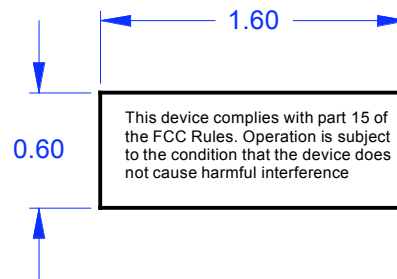 1.60
0.60
This device complies with part 15 of
the FCC Rules. Operation is subject
to the condition that the device does
not cause harmful interference